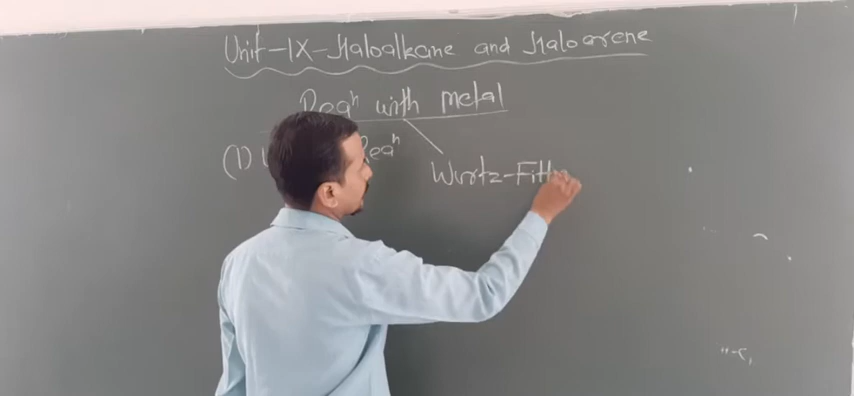 Unit-IX-Haloalkane and Haloarene
Reaⁿ with metal
(1) Reaⁿ
Wurtz-Fitt